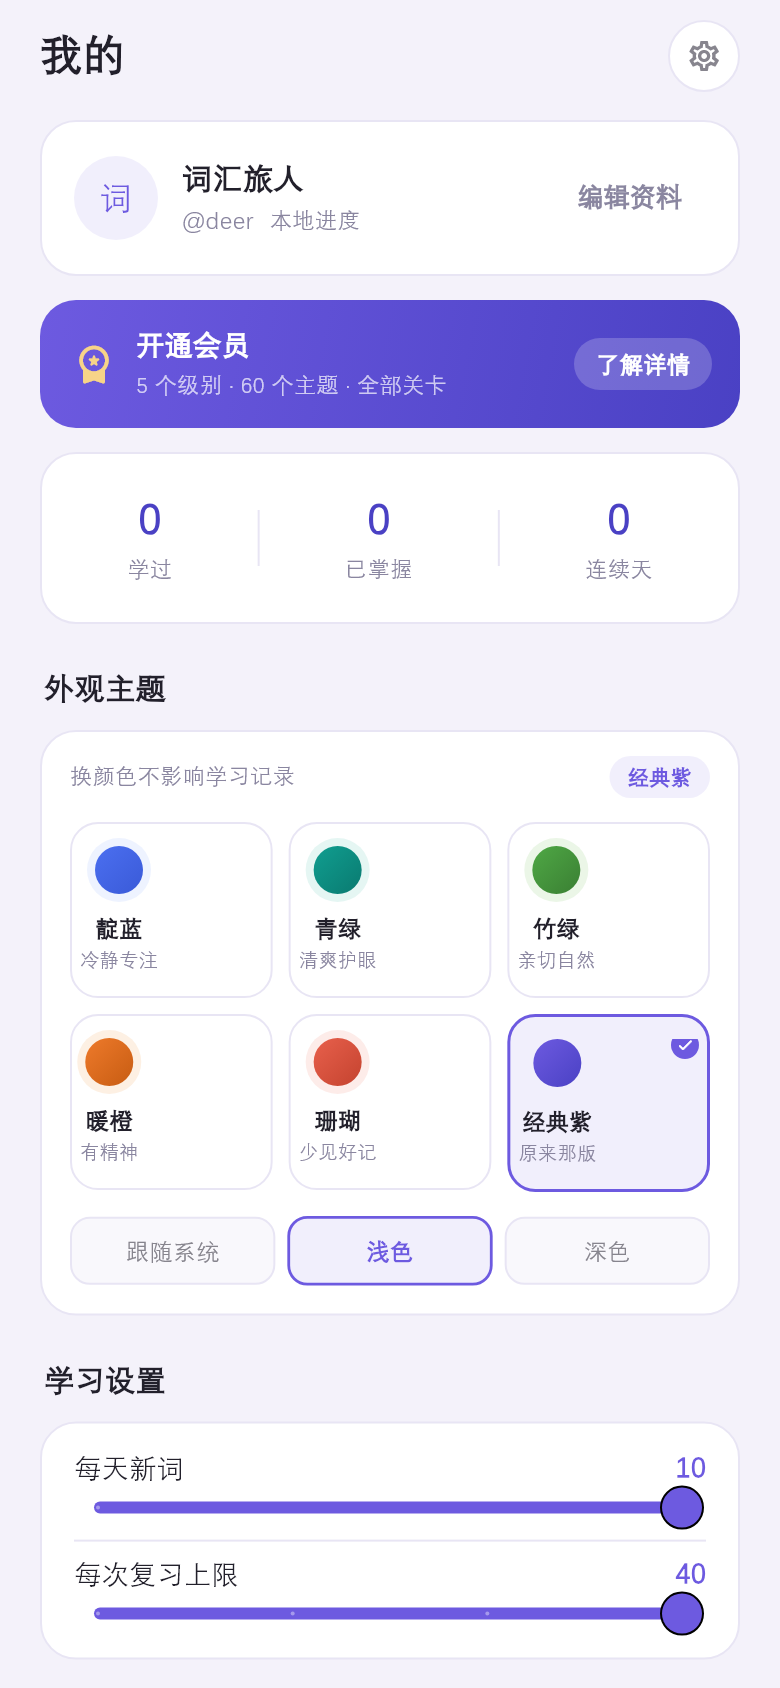 我的
词
词汇旅人
@deer 本地进度
编辑资料
开通会员
5 个级别 · 60 个主题 · 全部关卡
了解详情
0
学过
0
已掌握
0
连续天
外观主题
换颜色不影响学习记录
经典紫
靛蓝
冷静专注
青绿
清爽护眼
竹绿
亲切自然
暖橙
有精神
珊瑚
少见好记
经典紫
原来那版
跟随系统
浅色
深色
学习设置
每天新词
10
每次复习上限
40